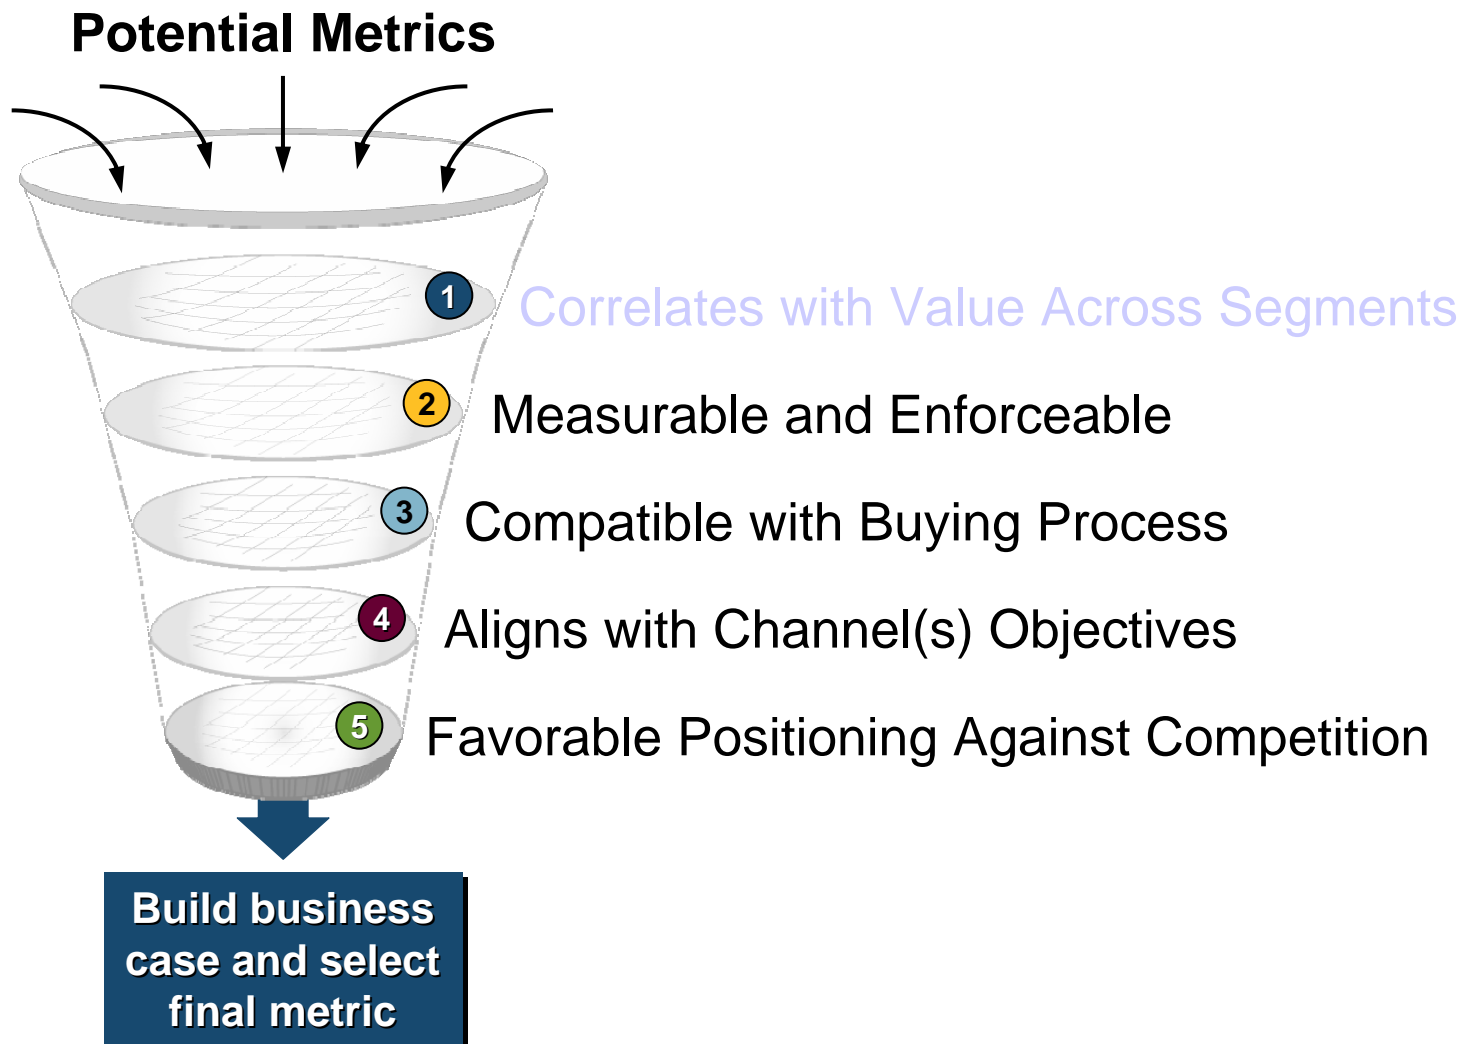 Potential Metrics
1
Correlates with Value Across Segments
2
Measurable and Enforceable
3
Compatible with Buying Process
4
Aligns with Channel(s) Objectives
5
Favorable Positioning Against Competition
Build business
case and select
final metric